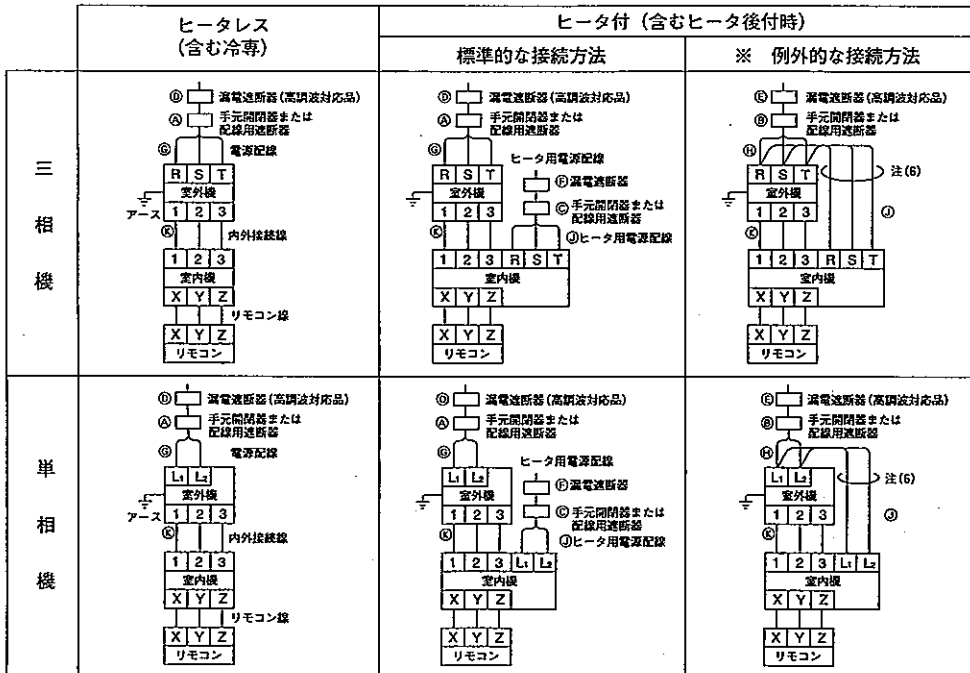 ヒータレス
(含む冷専)
ヒータ付 (含むヒータ後付時)
標準的な接続方法
※ 例外的な接続方法
三相機
Ⓓ 漏電遮断器(高調波対応品)
Ⓐ 手元開閉器または
配線用遮断器
Ⓖ 電源配線
R S T
室外機
アース 1 2 3
Ⓚ 内外接続線
1 2 3
室内機
X Y Z
リモコン線
X Y Z
リモコン
Ⓓ 漏電遮断器(高調波対応品)
Ⓐ 手元開閉器または
配線用遮断器
Ⓖ ヒータ用電源配線
R S T
Ⓕ漏電遮断器
室外機
1 2 3
Ⓒ 手元開閉器または
配線用遮断器
Ⓚ
Ⓙヒータ用電源配線
1 2 3 R S T
室内機
X Y Z
X Y Z
リモコン
Ⓔ 漏電遮断器(高調波対応品)
Ⓑ 手元開閉器または
配線用遮断器
Ⓗ
R S T
注(6)
室外機
1 2 3
Ⓙ
Ⓚ
1 2 3 R S T
室内機
X Y Z
X Y Z
リモコン
単相機
Ⓓ 漏電遮断器(高調波対応品)
Ⓐ 手元開閉器または
配線用遮断器
Ⓖ 電源配線
L₁ L₂
室外機
アース 1 2 3
Ⓚ 内外接続線
1 2 3
室内機
X Y Z
リモコン線
X Y Z
リモコン
Ⓓ 漏電遮断器(高調波対応品)
Ⓐ 手元開閉器または
配線用遮断器
Ⓖ ヒータ用電源配線
L₁ L₂
Ⓕ漏電遮断器
室外機
1 2 3
Ⓒ 手元開閉器または
配線用遮断器
Ⓚ
Ⓙヒータ用電源配線
1 2 3 L₁ L₂
室内機
X Y Z
X Y Z
リモコン
Ⓔ 漏電遮断器(高調波対応品)
Ⓑ 手元開閉器または
配線用遮断器
Ⓗ
L₁ L₂
注(6)
室外機
1 2 3
Ⓙ
Ⓚ
1 2 3 L₁ L₂
室内機
X Y Z
X Y Z
リモコン